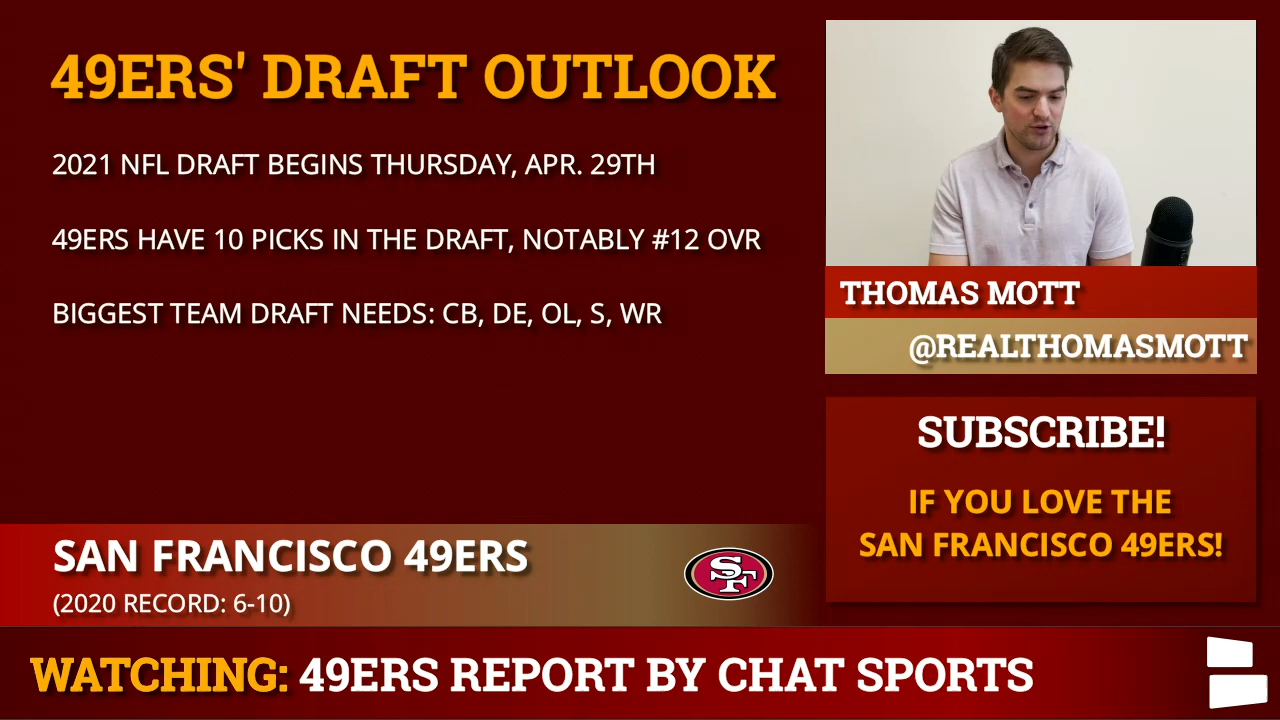 49ERS' DRAFT OUTLOOK
2021 NFL DRAFT BEGINS THURSDAY, APR. 29TH
49ERS HAVE 10 PICKS IN THE DRAFT, NOTABLY #12 OVR
BIGGEST TEAM DRAFT NEEDS: CB, DE, OL, S, WR
THOMAS MOTT
@REALTHOMASMOTT
SUBSCRIBE!
IF YOU LOVE THE
SAN FRANCISCO 49ERS!
SAN FRANCISCO 49ERS
(2020 RECORD: 6-10)
SF
WATCHING: 49ERS REPORT BY CHAT SPORTS